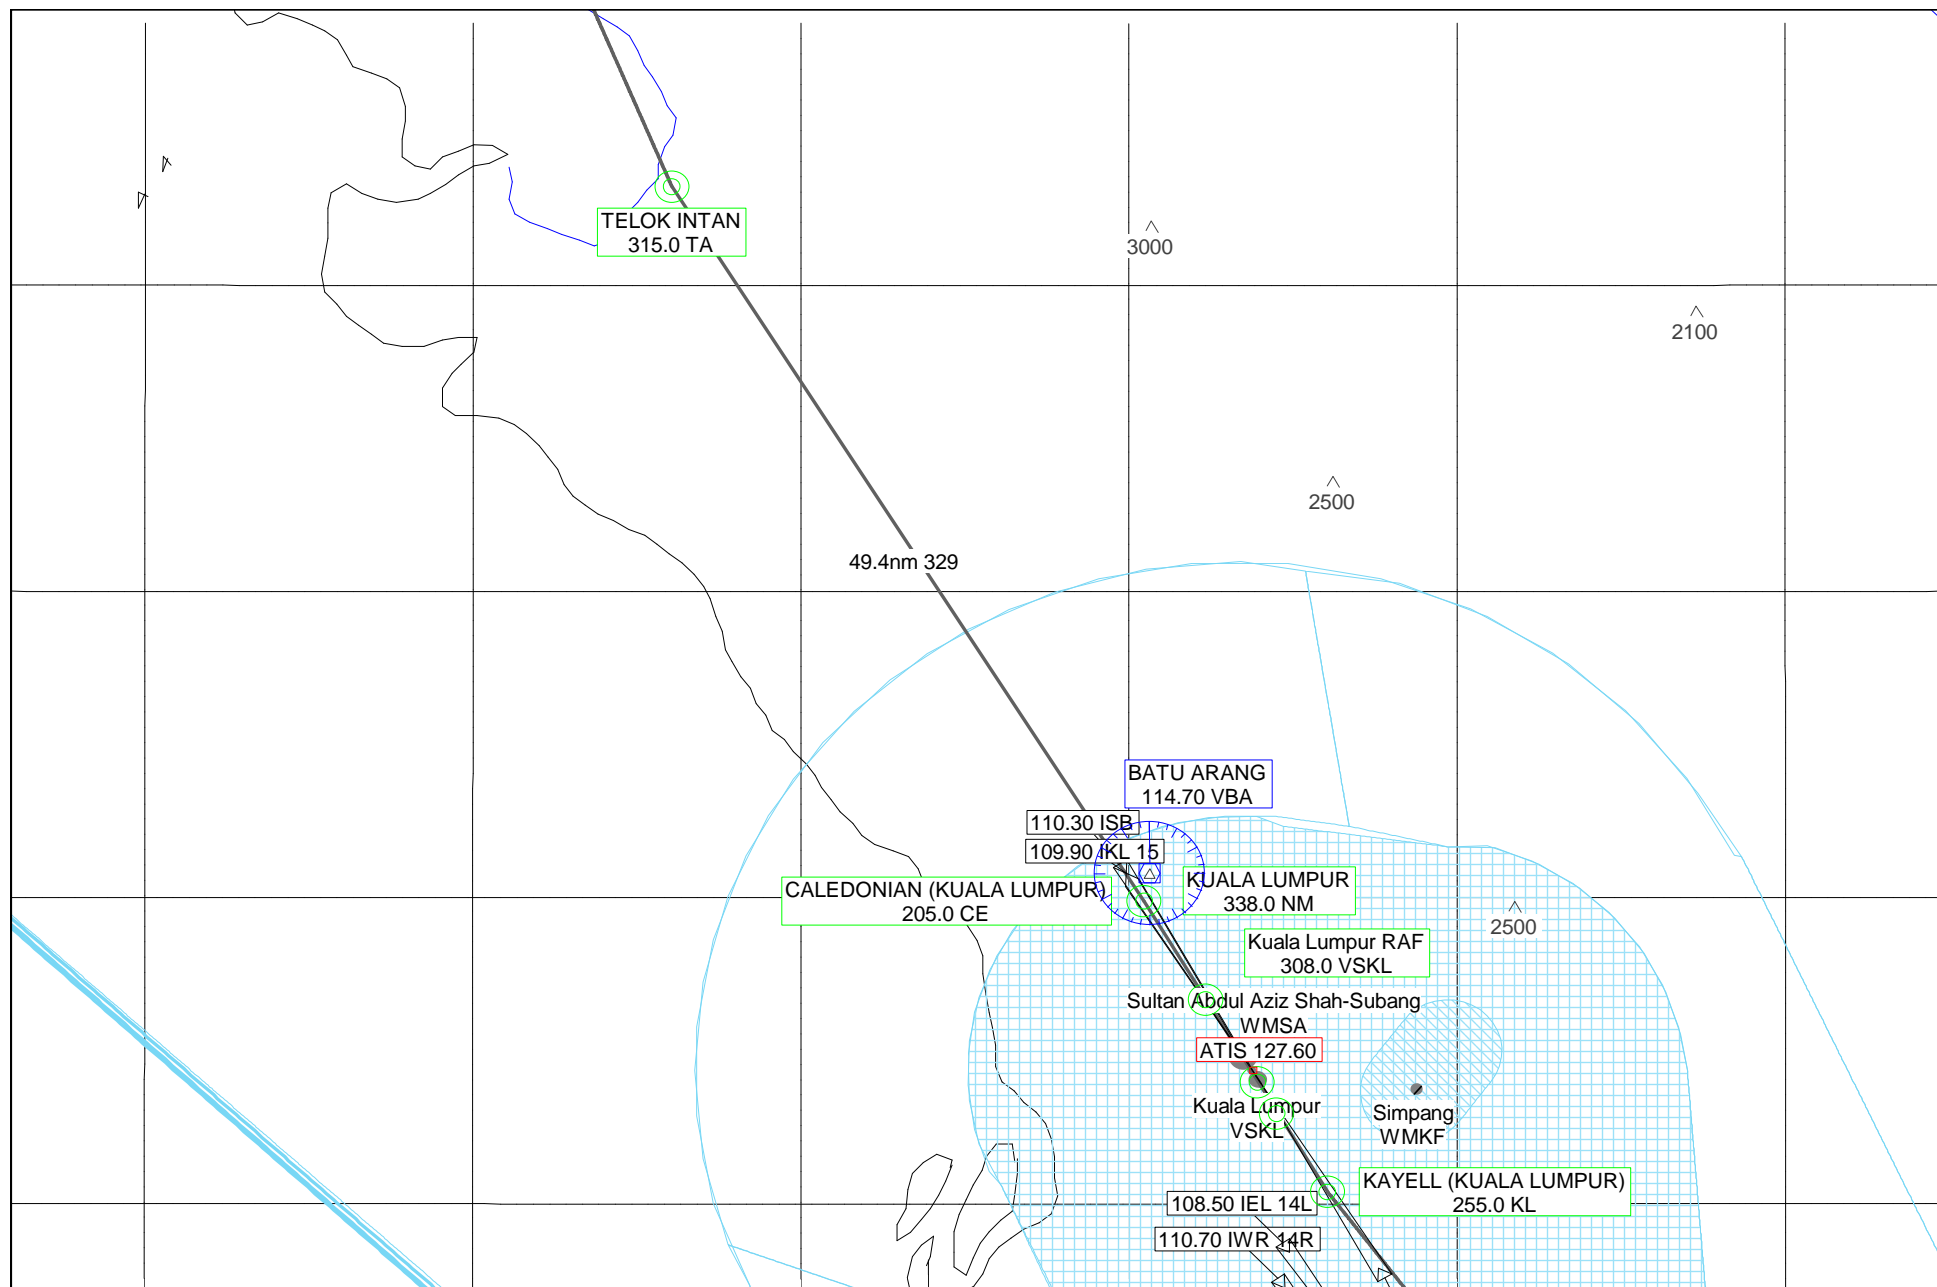 TELOK INTAN
315.0 TA
3000
2100
2500
49.4nm 329
BATU ARANG
114.70 VBA
110.30 ISB
109.90 IKL 15
CALEDONIAN (KUALA LUMPUR)
205.0 CE
KUALA LUMPUR
338.0 NM
2500
Kuala Lumpur RAF
308.0 VSKL
Sultan Abdul Aziz Shah-Subang
WMSA
ATIS 127.60
Kuala Lumpur
VSKL
Simpang
WMKF
KAYELL (KUALA LUMPUR)
255.0 KL
108.50 IEL 14L
110.70 IWR 14R